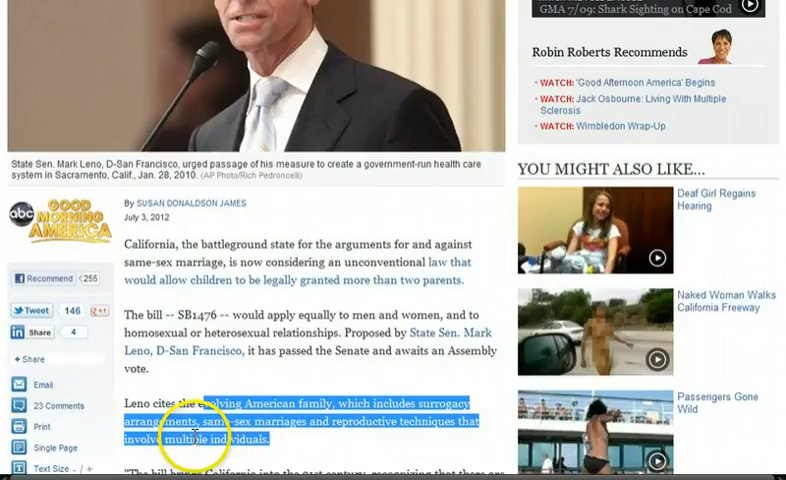 GMA 7/09: Shark Sighting on Cape Cod
Robin Roberts Recommends
WATCH: 'Good Afternoon America' Begins
WATCH: Jack Osbourne: Living With Multiple
Sclerosis
WATCH: Wimbledon Wrap-Up
State Sen. Mark Leno, D-San Francisco, urged passage of his measure to create a government-run health care
system in Sacramento, Calif., Jan. 28, 2010. (AP Photo/Rich Pedroncelli)
YOU MIGHT ALSO LIKE...
Deaf Girl Regains
Hearing
Naked Woman Walks
California Freeway
Passengers Gone
Wild
abc GOOD
MORNING
AMERICA
Recommend 255
Tweet 146 +1
in Share 4
+ Share
Email
23 Comments
Print
Single Page
Text Size - / +
By SUSAN DONALDSON JAMES
July 3, 2012
California, the battleground state for the arguments for and against
same-sex marriage, is now considering an unconventional law that
would allow children to be legally granted more than two parents.
The bill -- SB1476 -- would apply equally to men and women, and to
homosexual or heterosexual relationships. Proposed by State Sen. Mark
Leno, D-San Francisco, it has passed the Senate and awaits an Assembly
vote.
Leno cites the evolving American family, which includes surrogacy
arrangements, same-sex marriages and reproductive techniques that
involve multiple individuals.
"The bill brings California into the 21st century, recognizing that there are